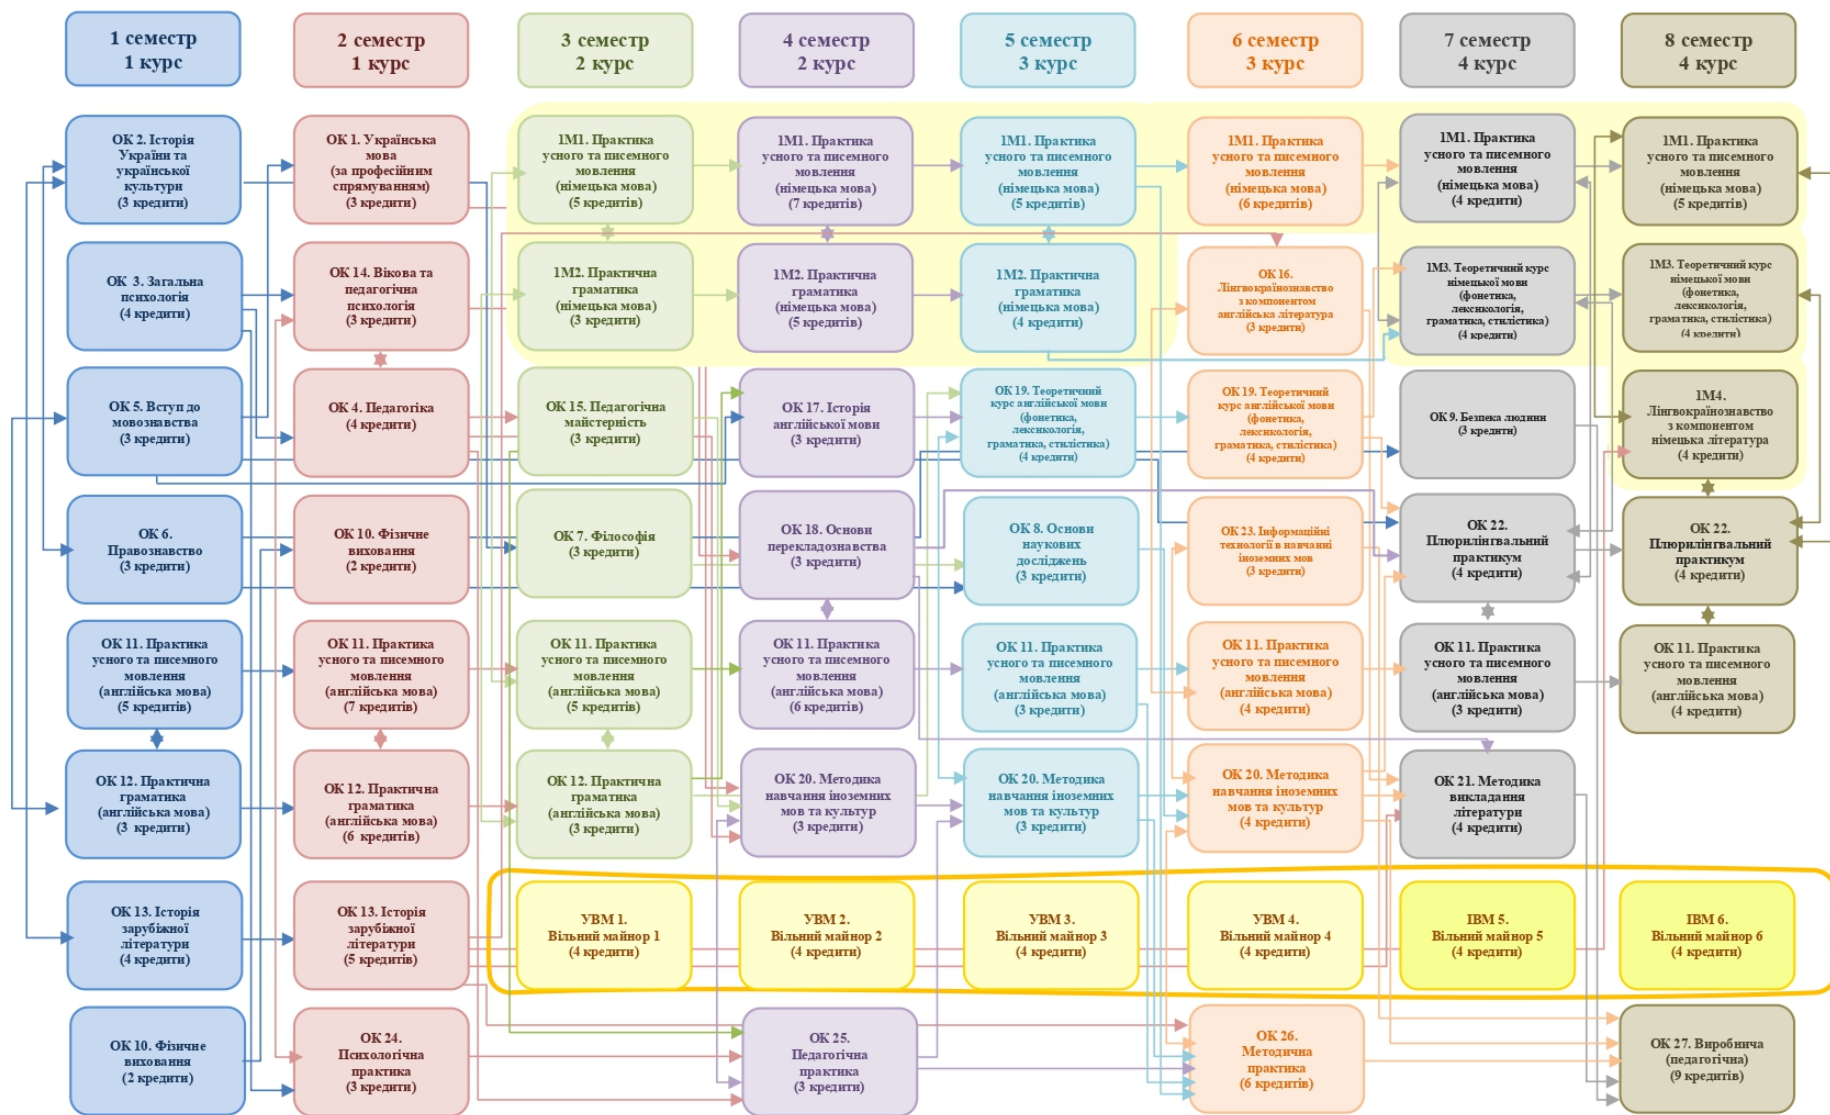 1 семестр
1 курс
2 семестр
1 курс
3 семестр
2 курс
4 семестр
2 курс
5 семестр
3 курс
6 семестр
3 курс
7 семестр
4 курс
8 семестр
4 курс
ОК 2. Історія
України та
української
культури
(3 кредити)
ОК 1. Українська
мова
(за професійним
спрямуванням)
(3 кредити)
1М1. Практика
усного та писемного
мовлення
(німецька мова)
(5 кредитів)
1М1. Практика
усного та писемного
мовлення
(німецька мова)
(7 кредитів)
1М1. Практика
усного та писемного
мовлення
(німецька мова)
(5 кредитів)
1М1. Практика
усного та писемного
мовлення
(німецька мова)
(6 кредитів)
1М1. Практика
усного та писемного
мовлення
(німецька мова)
(4 кредити)
1М1. Практика
усного та писемного
мовлення
(німецька мова)
(5 кредитів)
ОК 3. Загальна
психологія
(4 кредити)
ОК 14. Вікова та
педагогічна
психологія
(3 кредити)
1М2. Практична
граматика
(німецька мова)
(3 кредити)
1М2. Практична
граматика
(німецька мова)
(5 кредитів)
1М2. Практична
граматика
(німецька мова)
(4 кредити)
ОК 16.
Лінгвокраїнознавство
з компонентом
англійська література
(3 кредити)
1М3. Теоретичний курс
німецької мови
(фонетика,
лексикологія,
граматика, стилістика)
(4 кредити)
1М3. Теоретичний курс
німецької мови
(фонетика,
лексикологія,
граматика, стилістика)
(4 кредити)
ОК 5. Вступ до
мовознавства
(3 кредити)
ОК 4. Педагогіка
(4 кредити)
ОК 15. Педагогічна
майстерність
(3 кредити)
ОК 17. Історія
англійської мови
(3 кредити)
ОК 19. Теоретичний
курс англійської мови
(фонетика,
лексикологія,
граматика, стилістика)
(4 кредити)
ОК 19. Теоретичний
курс англійської мови
(фонетика,
лексикологія,
граматика, стилістика)
(4 кредити)
ОК 9. Безпека людини
(3 кредити)
1М4.
Лінгвокраїнознавство
з компонентом
німецька література
(4 кредити)
ОК 6.
Правознавство
(3 кредити)
ОК 10. Фізичне
виховання
(2 кредити)
ОК 7. Філософія
(3 кредити)
ОК 18. Основи
перекладознавства
(3 кредити)
ОК 8. Основи
наукових
досліджень
(3 кредити)
ОК 23. Інформаційні
технології в навчанні
іноземних мов
(3 кредити)
ОК 22.
Плюрилінгвальний
практикум
(4 кредити)
ОК 22.
Плюрилінгвальний
практикум
(4 кредити)
ОК 11. Практика
усного та писемного
мовлення
(англійська мова)
(5 кредитів)
ОК 11. Практика
усного та писемного
мовлення
(англійська мова)
(7 кредитів)
ОК 11. Практика
усного та писемного
мовлення
(англійська мова)
(5 кредитів)
ОК 11. Практика
усного та писемного
мовлення
(англійська мова)
(6 кредитів)
ОК 11. Практика
усного та писемного
мовлення
(англійська мова)
(3 кредити)
ОК 11. Практика
усного та писемного
мовлення
(англійська мова)
(4 кредити)
ОК 11. Практика
усного та писемного
мовлення
(англійська мова)
(3 кредити)
ОК 11. Практика
усного та писемного
мовлення
(англійська мова)
(4 кредити)
ОК 12. Практична
граматика
(англійська мова)
(3 кредити)
ОК 12. Практична
граматика
(англійська мова)
(6 кредитів)
ОК 12. Практична
граматика
(англійська мова)
(3 кредити)
ОК 20. Методика
навчання іноземних
мов та культур
(3 кредити)
ОК 20. Методика
навчання іноземних
мов та культур
(3 кредити)
ОК 20. Методика
навчання іноземних
мов та культур
(4 кредити)
ОК 21. Методика
викладання
літератури
(4 кредити)
ОК 13. Історія
зарубіжної
літератури
(4 кредити)
ОК 13. Історія
зарубіжної
літератури
(5 кредитів)
УВМ 1.
Вільний майнор 1
(4 кредити)
УВМ 2.
Вільний майнор 2
(4 кредити)
УВМ 3.
Вільний майнор 3
(4 кредити)
УВМ 4.
Вільний майнор 4
(4 кредити)
ІВМ 5.
Вільний майнор 5
(4 кредити)
ІВМ 6.
Вільний майнор 6
(4 кредити)
ОК 10. Фізичне
виховання
(2 кредити)
ОК 24.
Психологічна
практика
(3 кредити)
ОК 25.
Педагогічна
практика
(3 кредити)
ОК 26.
Методична
практика
(6 кредитів)
ОК 27. Виробнича
(педагогічна)
(9 кредитів)